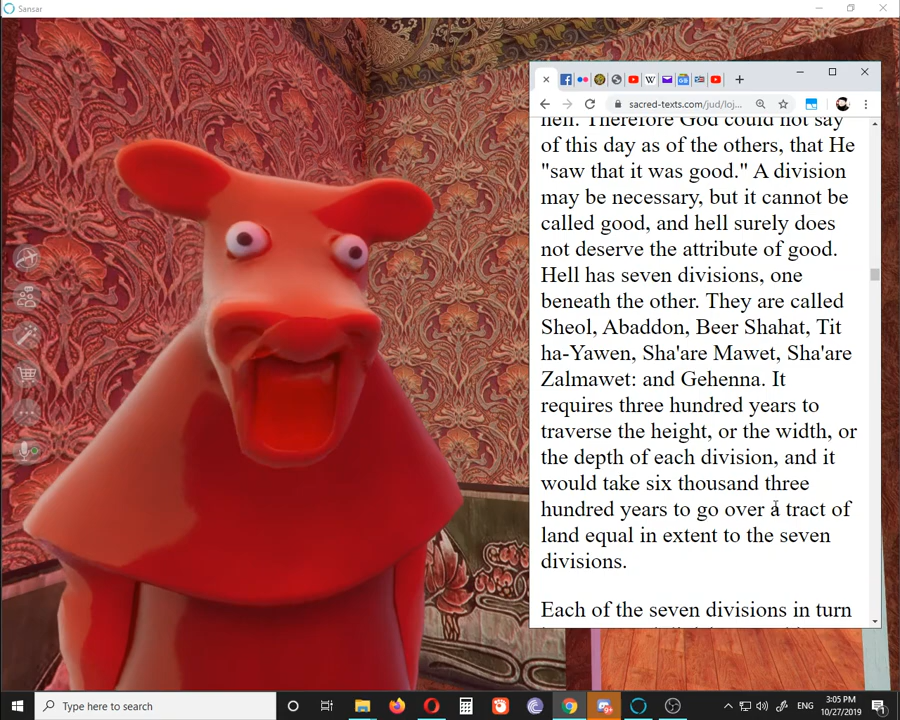 Sansar
sacred-texts.com/jud/loj...
hell. Therefore God could not say
of this day as of the others, that He
"saw that it was good." A division
may be necessary, but it cannot be
called good, and hell surely does
not deserve the attribute of good.
Hell has seven divisions, one
beneath the other. They are called
Sheol, Abaddon, Beer Shahat, Tit
ha-Yawen, Sha'are Mawet, Sha'are
Zalmawet: and Gehenna. It
requires three hundred years to
traverse the height, or the width, or
the depth of each division, and it
would take six thousand three
hundred years to go over a tract of
land equal in extent to the seven
divisions.
Each of the seven divisions in turn
Type here to search
3:05 PM
10/27/2019